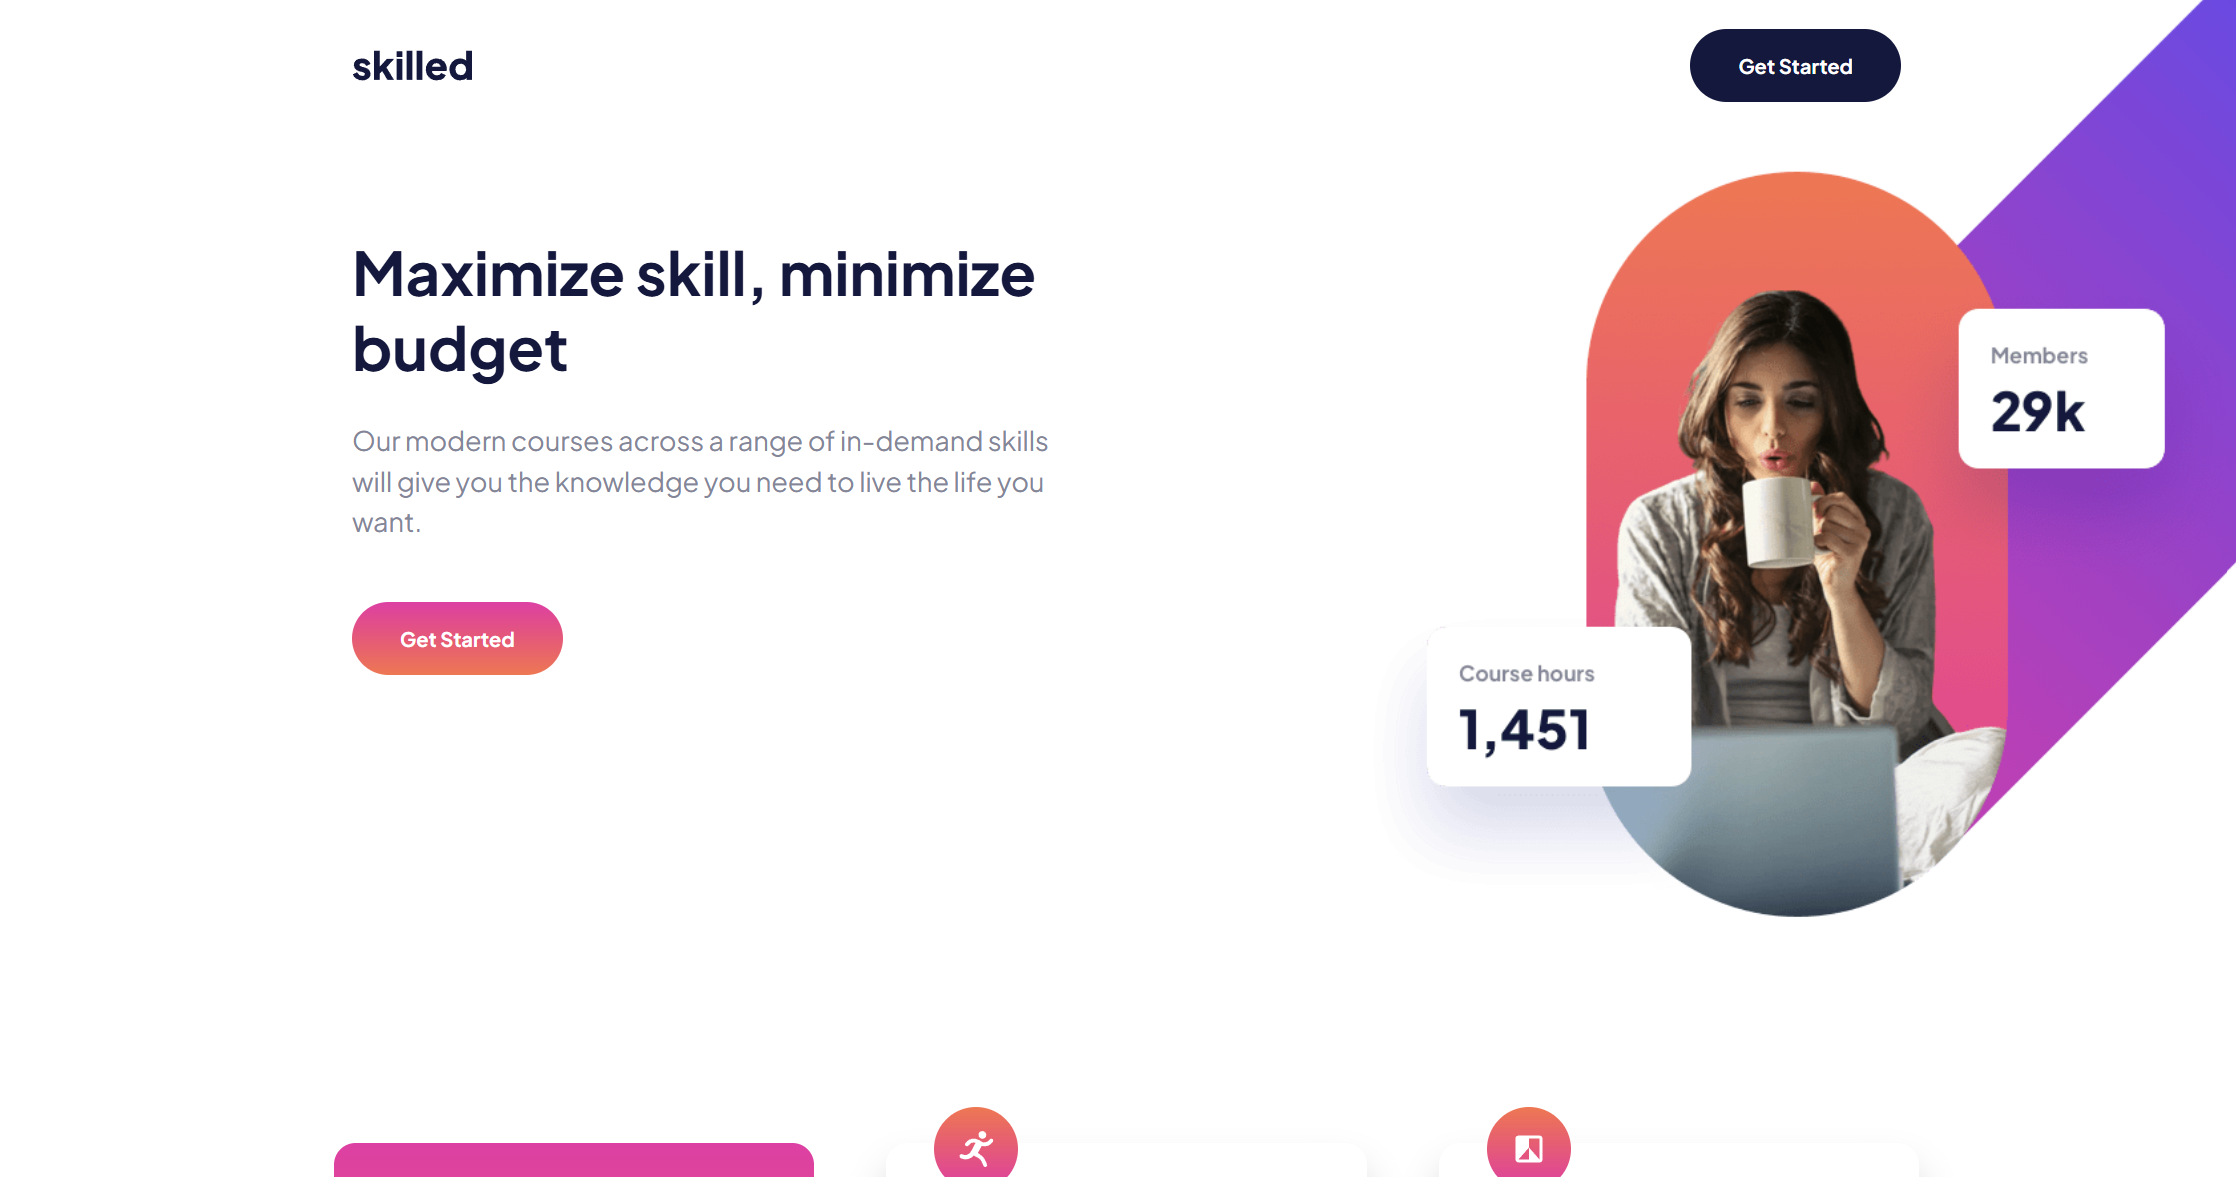 skilled
Get Started
Maximize skill, minimize
budget
Our modern courses across a range of in-demand skills
will give you the knowledge you need to live the life you
want.
Get Started
Members
29k
Course hours
1,451